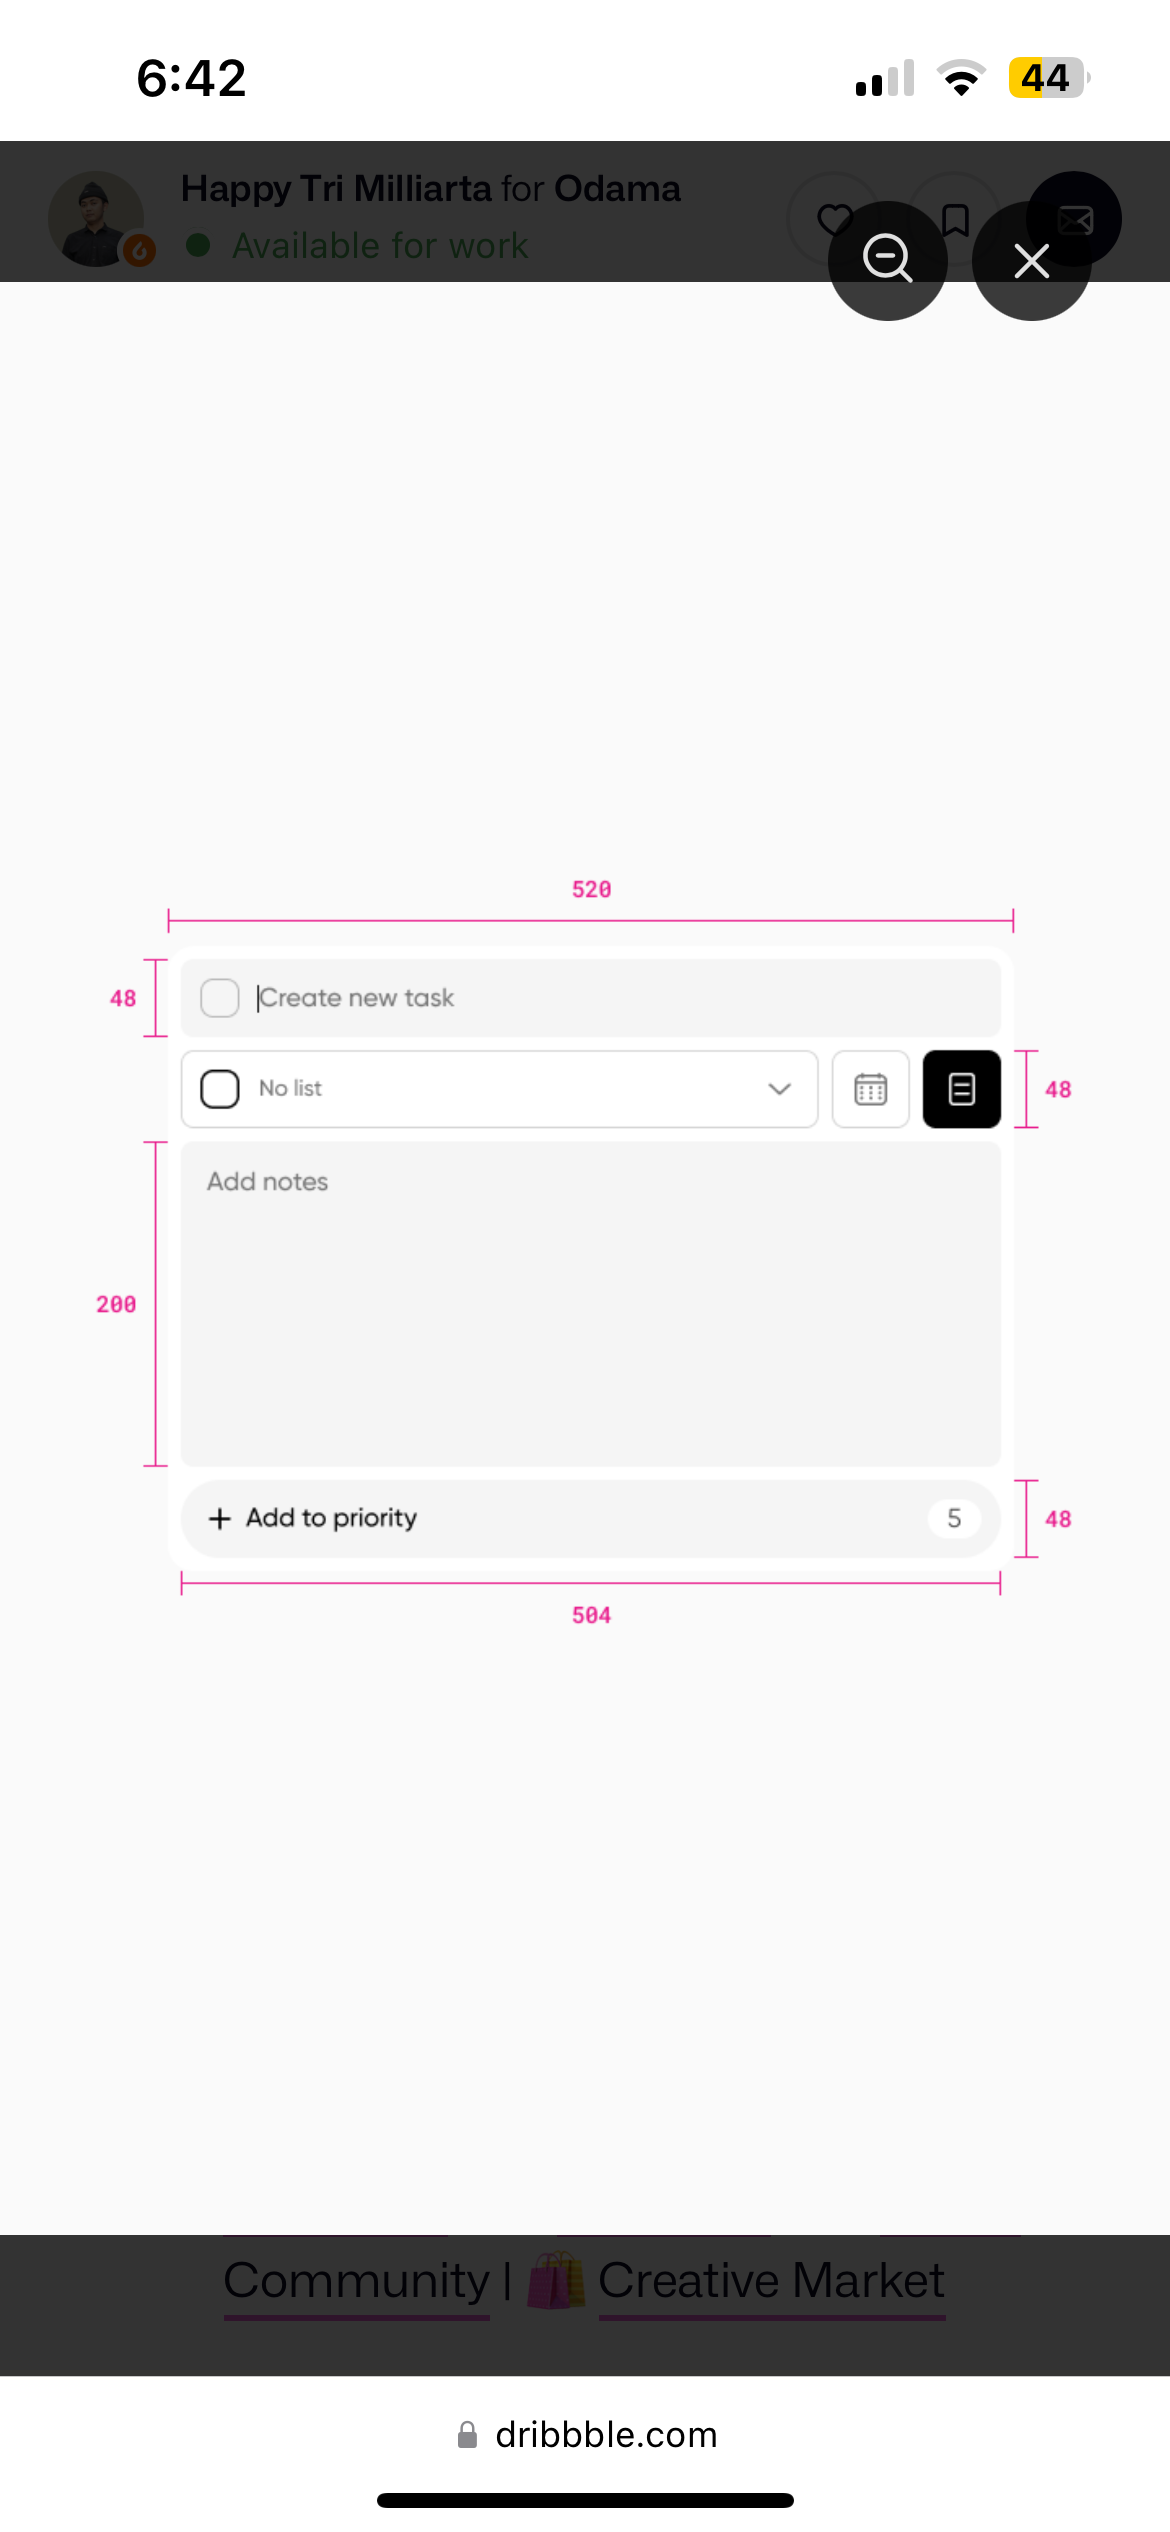 6:42
44
Happy Tri Milliarta for Odama
Available for work
520
48
Create new task
No list
48
Add notes
200
Add to priority
5
48
504
Community | Creative Market
dribbble.com